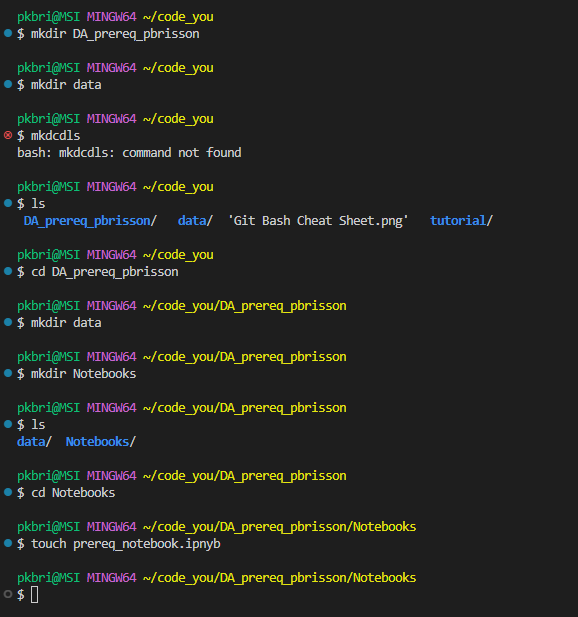 pkbri@MSI MINGW64 ~/code_you
$ mkdir DA_prereq_pbrisson
pkbri@MSI MINGW64 ~/code_you
$ mkdir data
pkbri@MSI MINGW64 ~/code_you
$ mkdcdls
bash: mkdcdls: command not found
pkbri@MSI MINGW64 ~/code_you
$ ls
DA_prereq_pbrisson/   data/  'Git Bash Cheat Sheet.png'   tutorial/
pkbri@MSI MINGW64 ~/code_you
$ cd DA_prereq_pbrisson
pkbri@MSI MINGW64 ~/code_you/DA_prereq_pbrisson
$ mkdir data
pkbri@MSI MINGW64 ~/code_you/DA_prereq_pbrisson
$ mkdir Notebooks
pkbri@MSI MINGW64 ~/code_you/DA_prereq_pbrisson
$ ls
data/  Notebooks/
pkbri@MSI MINGW64 ~/code_you/DA_prereq_pbrisson
$ cd Notebooks
pkbri@MSI MINGW64 ~/code_you/DA_prereq_pbrisson/Notebooks
$ touch prereq_notebook.ipnyb
pkbri@MSI MINGW64 ~/code_you/DA_prereq_pbrisson/Notebooks
$